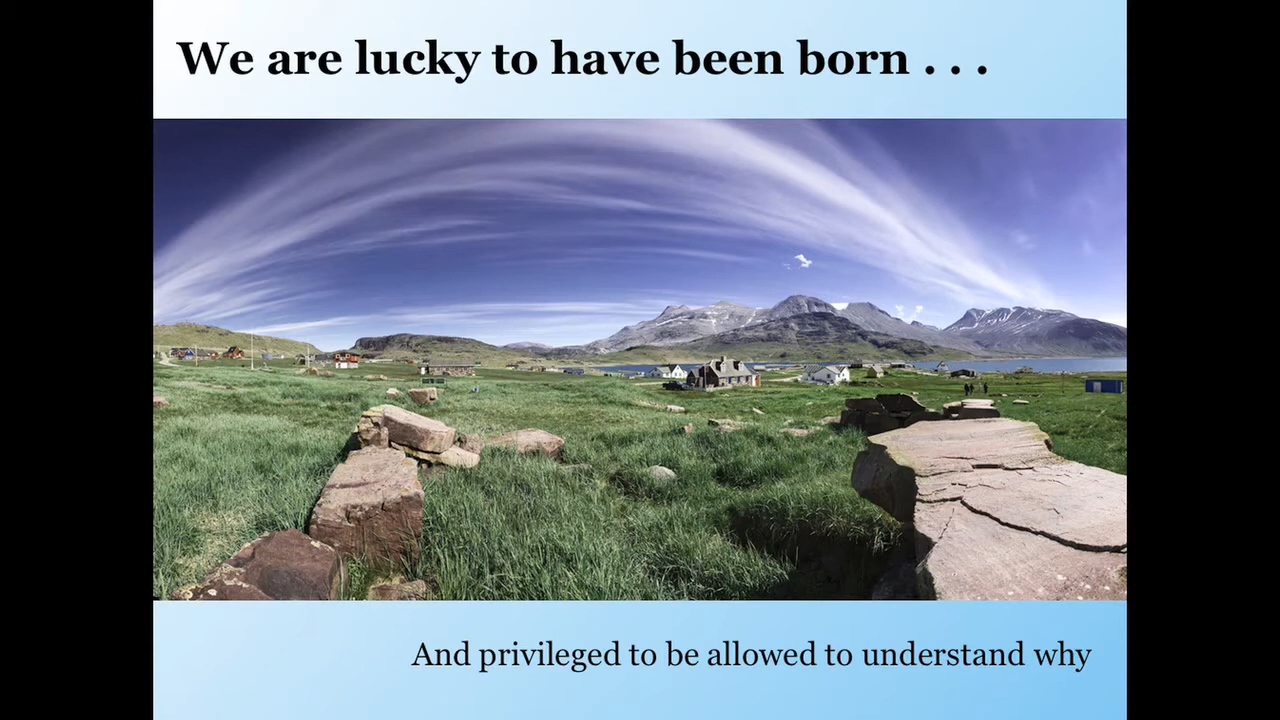 We are lucky to have been born . . .
And privileged to be allowed to understand why